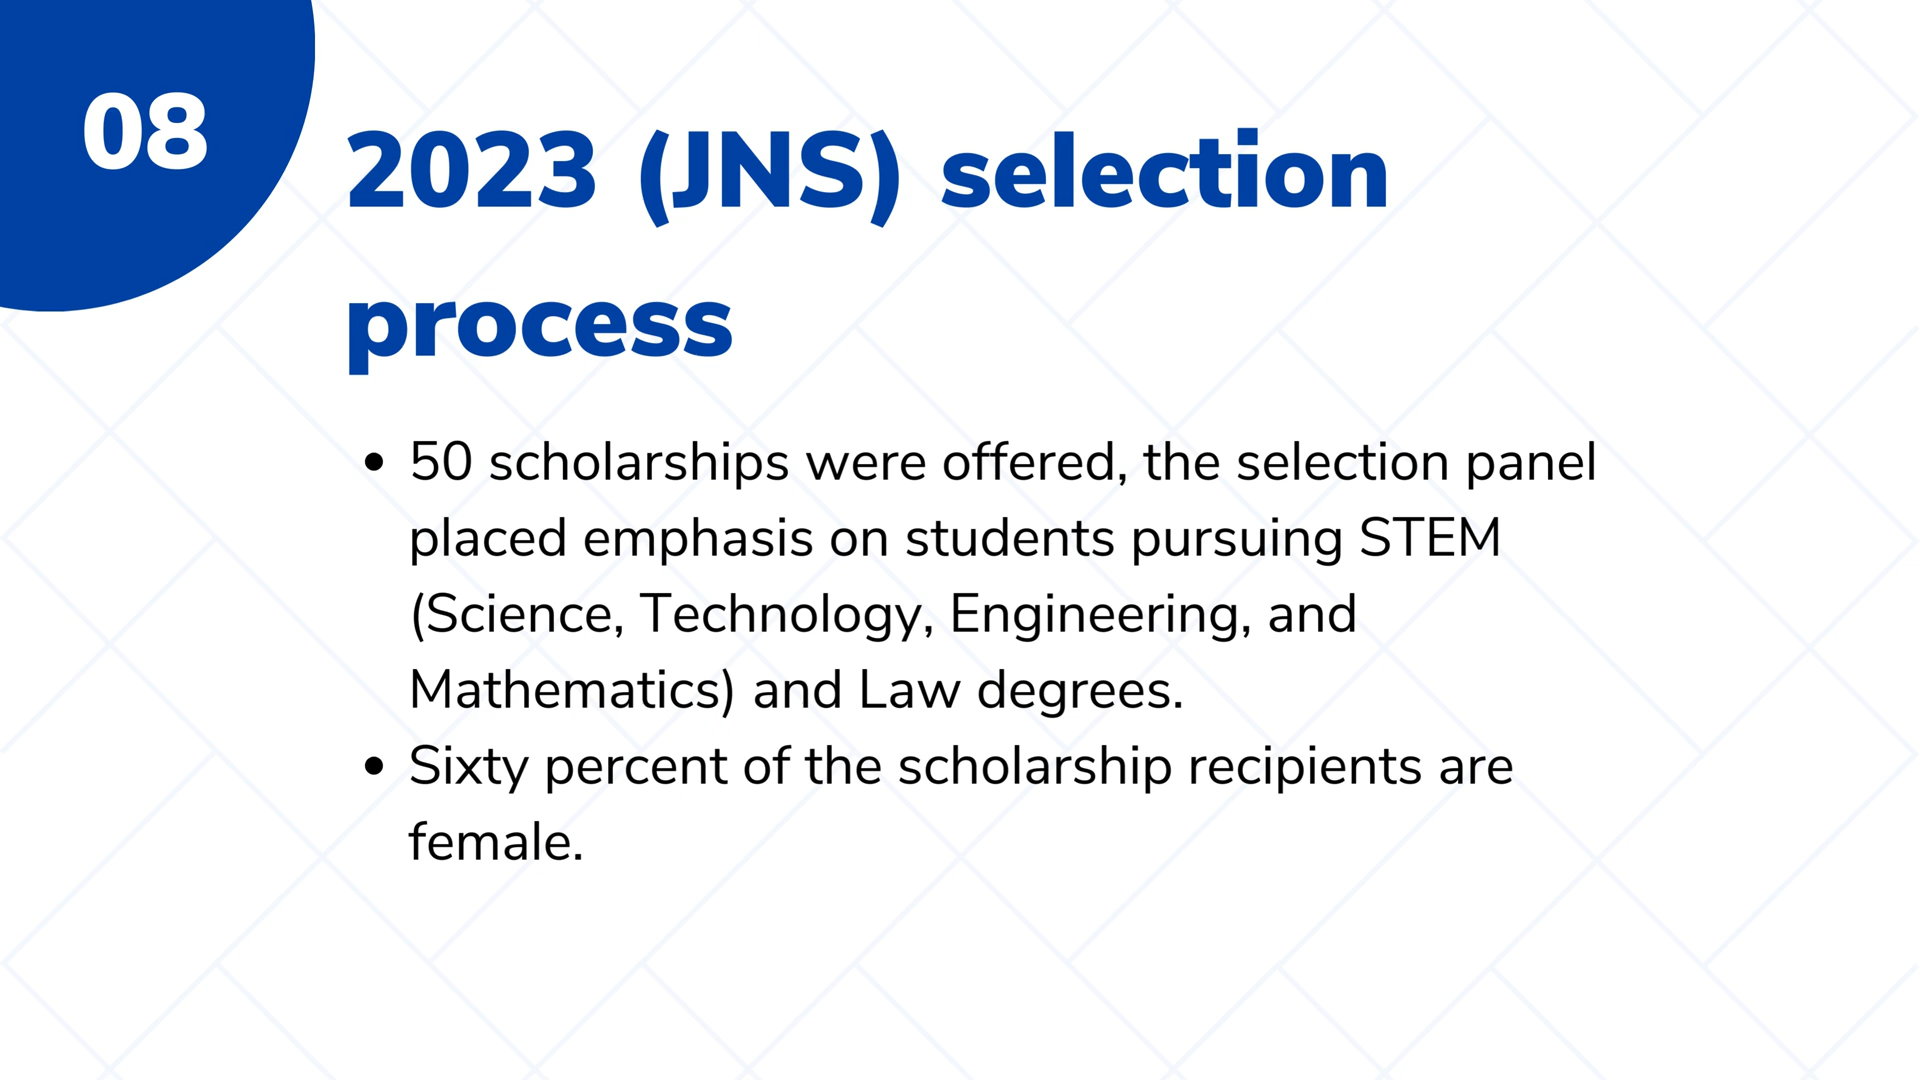 08
2023 (JNS) selection
process
• 50 scholarships were offered, the selection panel
placed emphasis on students pursuing STEM
(Science, Technology, Engineering, and
Mathematics) and Law degrees.
• Sixty percent of the scholarship recipients are
female.